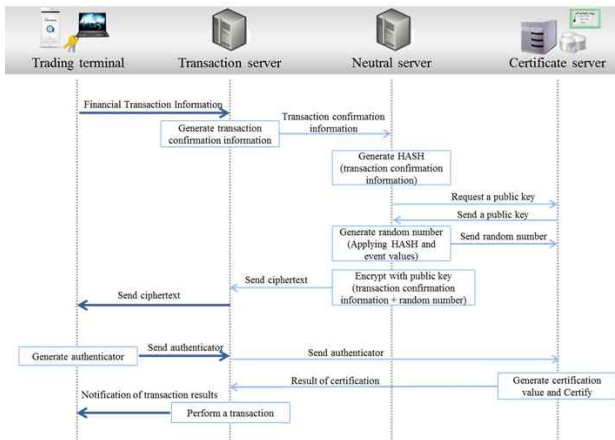 Trading terminal
Transaction server
Neutral server
Certificate server
Financial Transaction Information
Generate transaction
confirmation information
Transaction confirmation
information
Generate HASH
(transaction confirmation
information)
Request a public key
Send a public key
Generate random number
(Applying HASH and
event values)
Send random number
Encrypt with public key
(transaction confirmation
information + random number)
Send ciphertext
Send ciphertext
Generate authenticator
Send authenticator
Send authenticator
Result of certification
Generate certification
value and Certify
Notification of transaction results
Perform a transaction